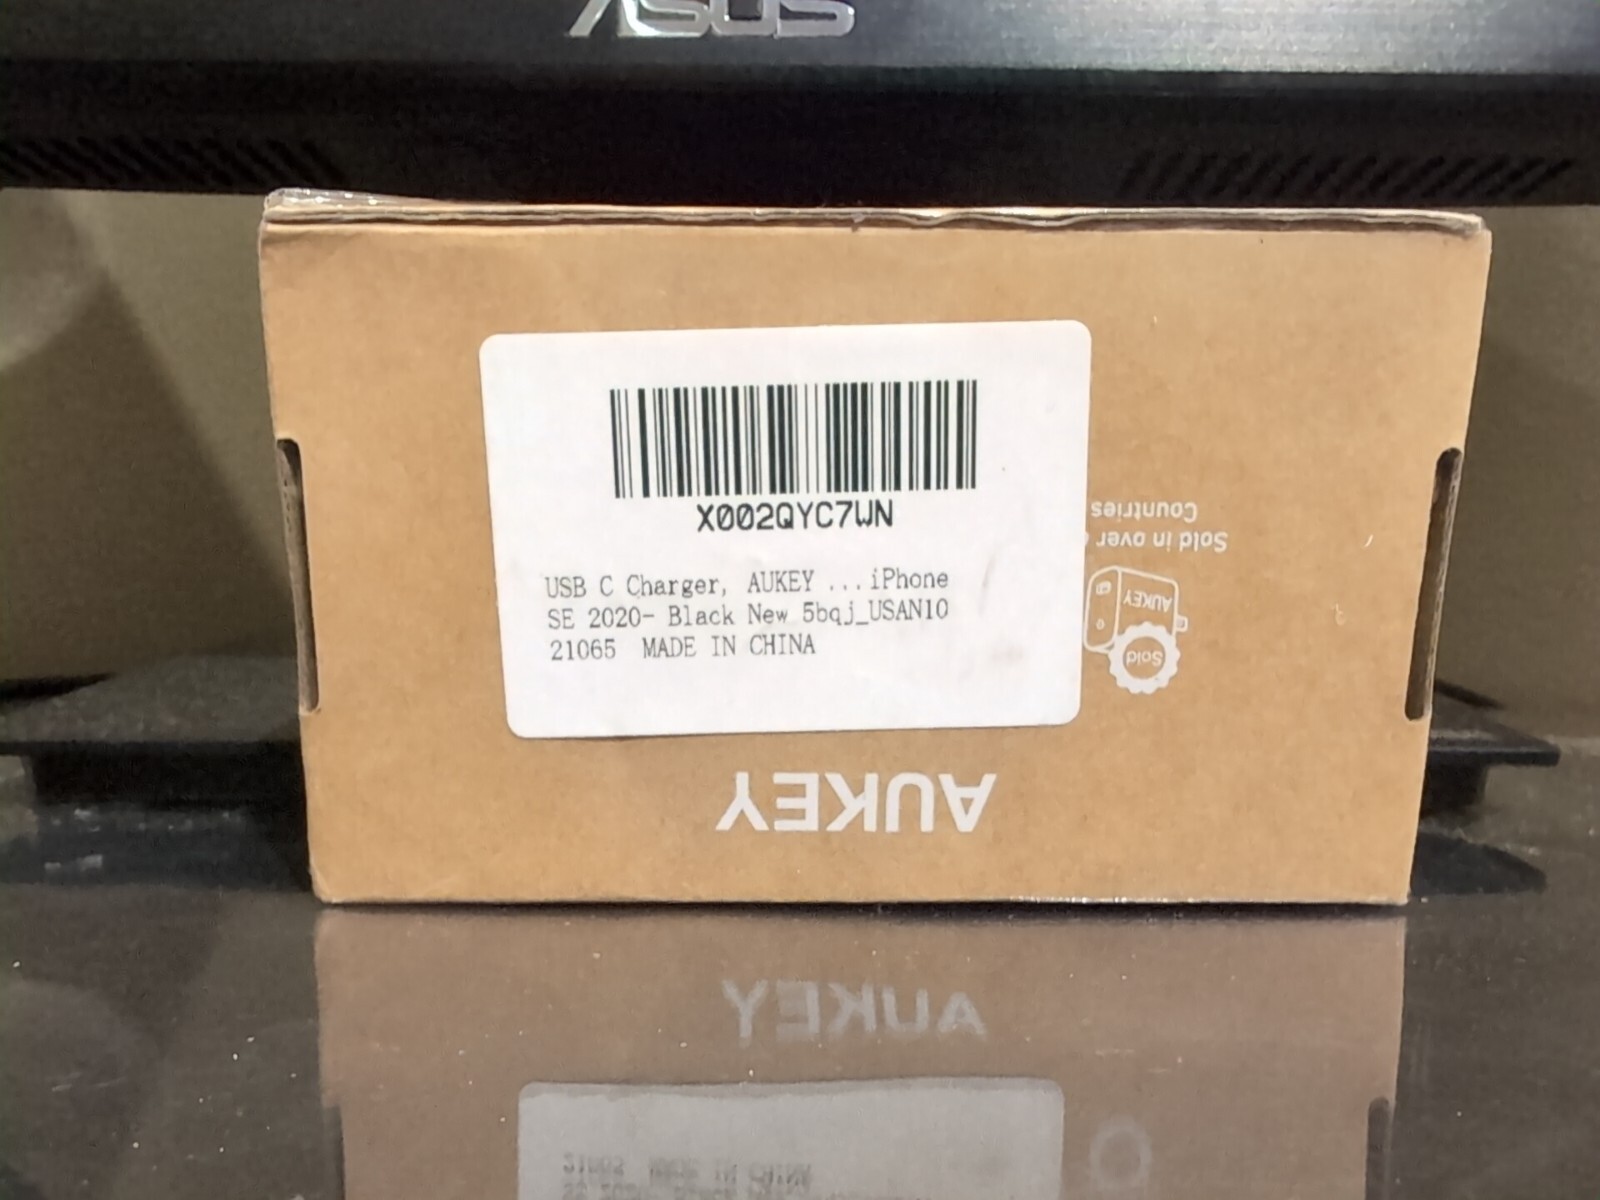 ASUS
X002QYC7WN
USB C Charger, AUKEY ...iPhone
SE 2020- Black New 5bqj_USAN10
21065 MADE IN CHINA
Sold in over
Countries
AUKEY
Sold
AUKEY